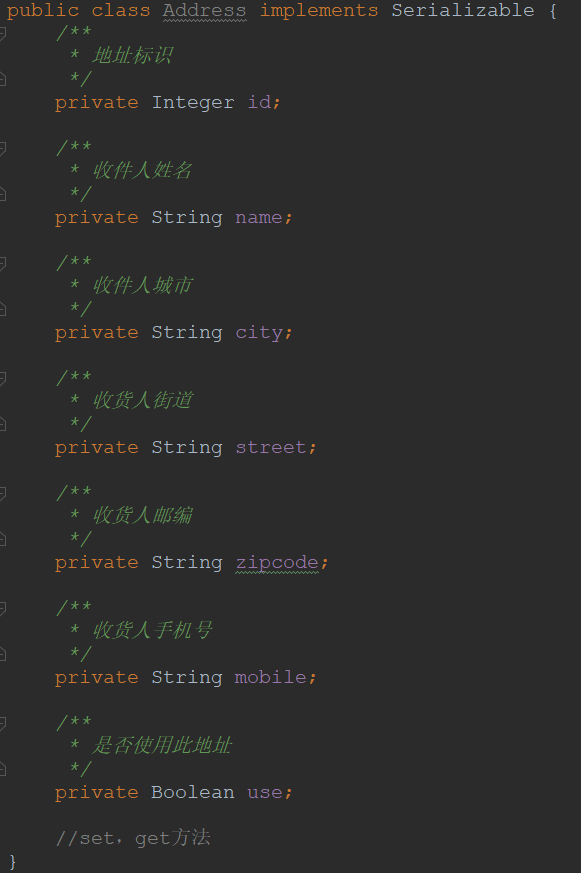 public class Address implements Serializable {
/**
* 地址标识
*/
private Integer id;
/**
* 收件人姓名
*/
private String name;
/**
* 收件人城市
*/
private String city;
/**
* 收货人街道
*/
private String street;
/**
* 收货人邮编
*/
private String zipcode;
/**
* 收货人手机号
*/
private String mobile;
/**
* 是否使用此地址
*/
private Boolean use;
//set，get方法
}